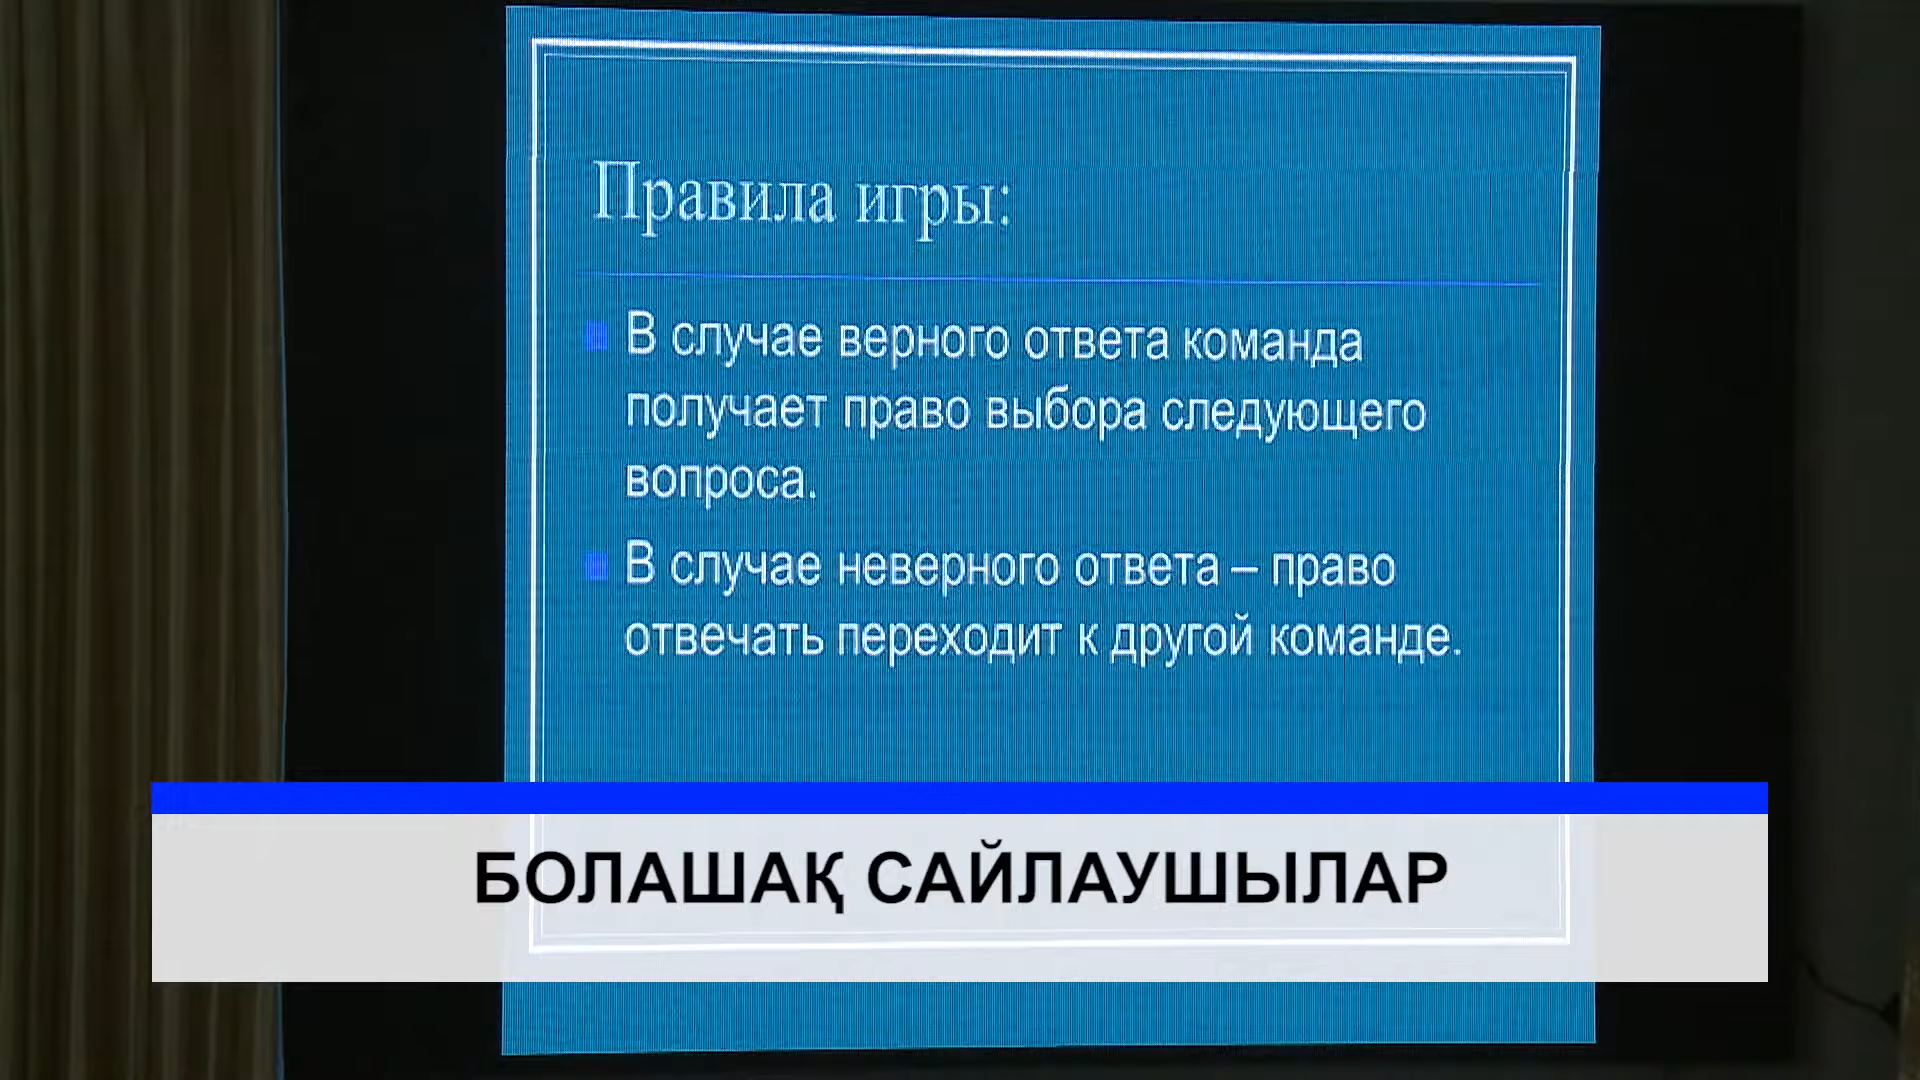 Правила игры:
В случае верного ответа команда
получает право выбора следующего
вопроса.
В случае неверного ответа – право
отвечать переходит к другой команде.
БОЛАШАҚ САЙЛАУШЫЛАР